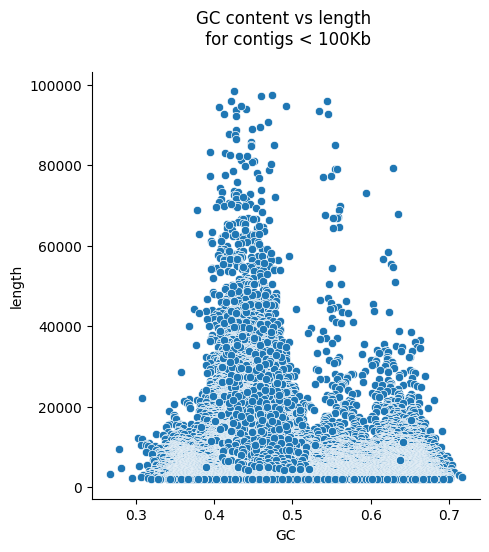 GC content vs length
for contigs < 100Kb
100000
80000
60000
40000
20000
0
length
0.3 0.4 0.5 0.6 0.7
GC